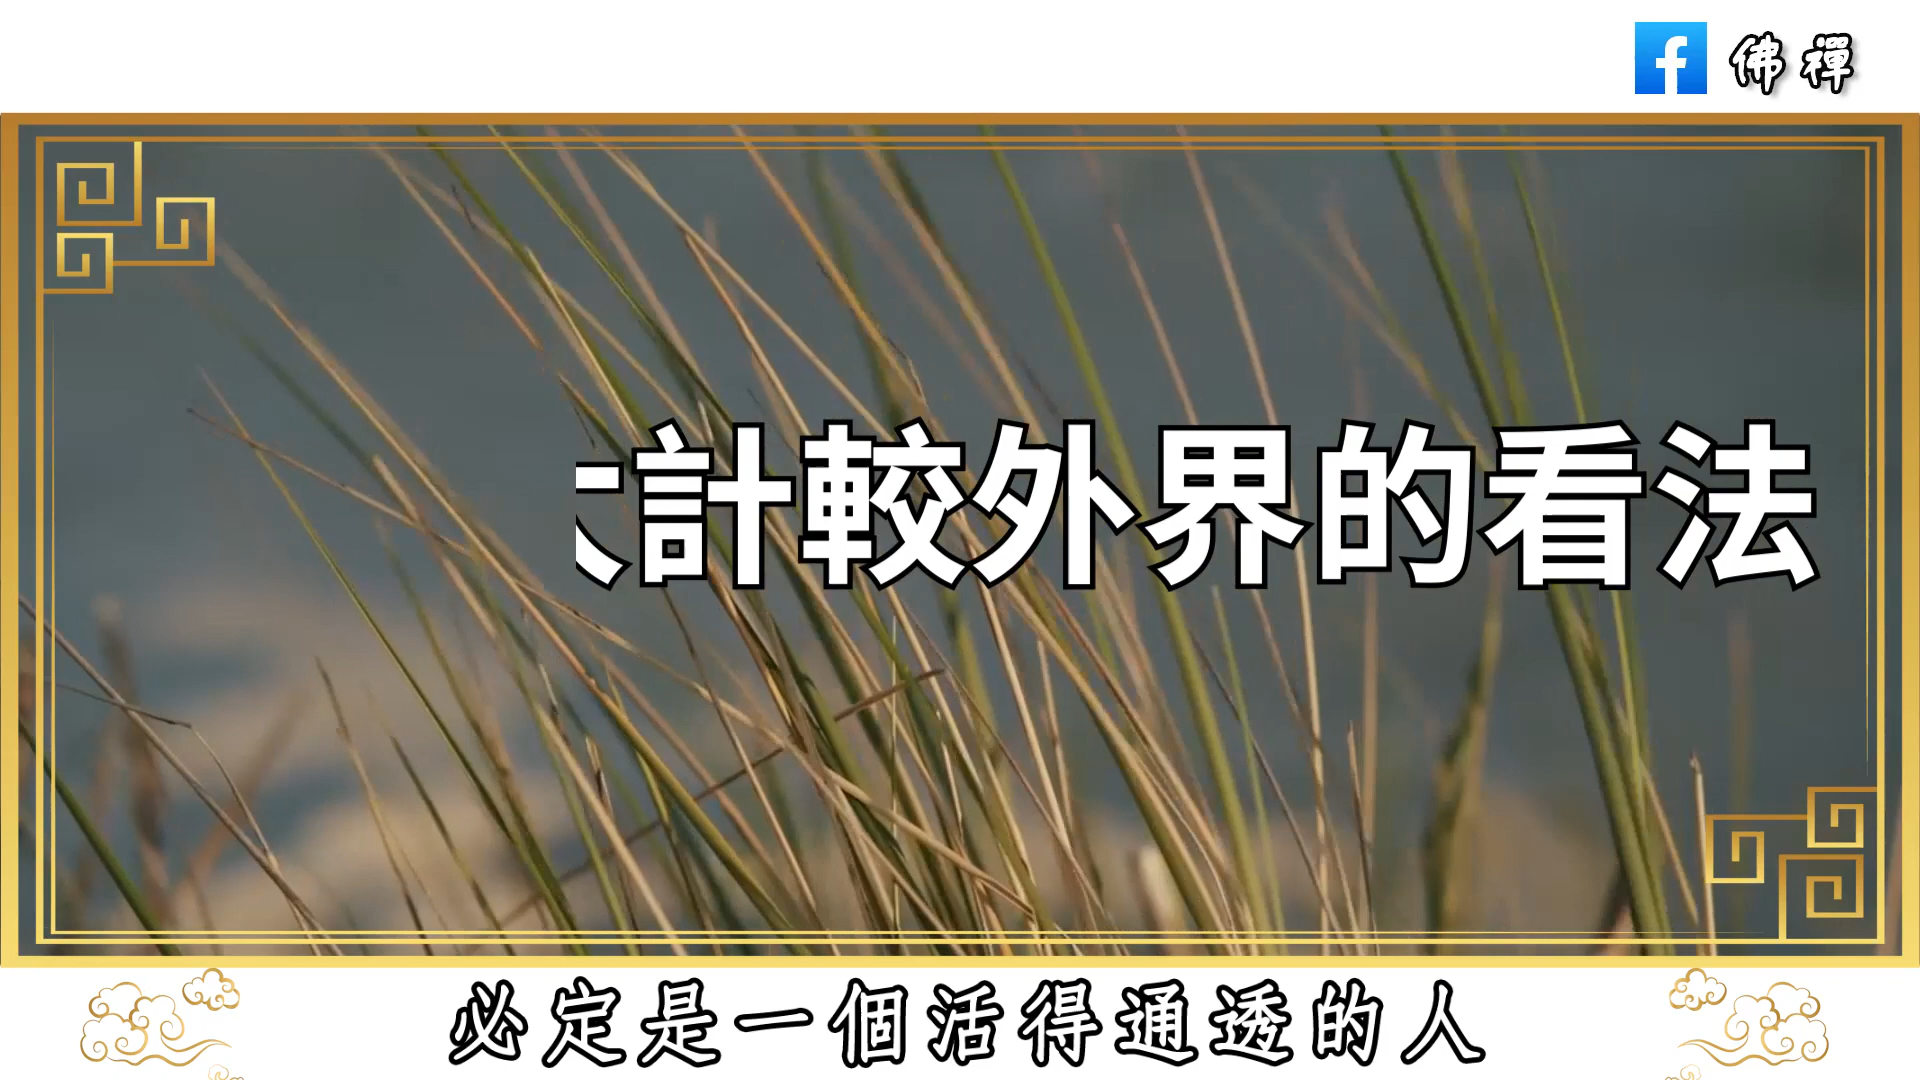 佛禪
計較外界的看法
必定是一個活得通透的人